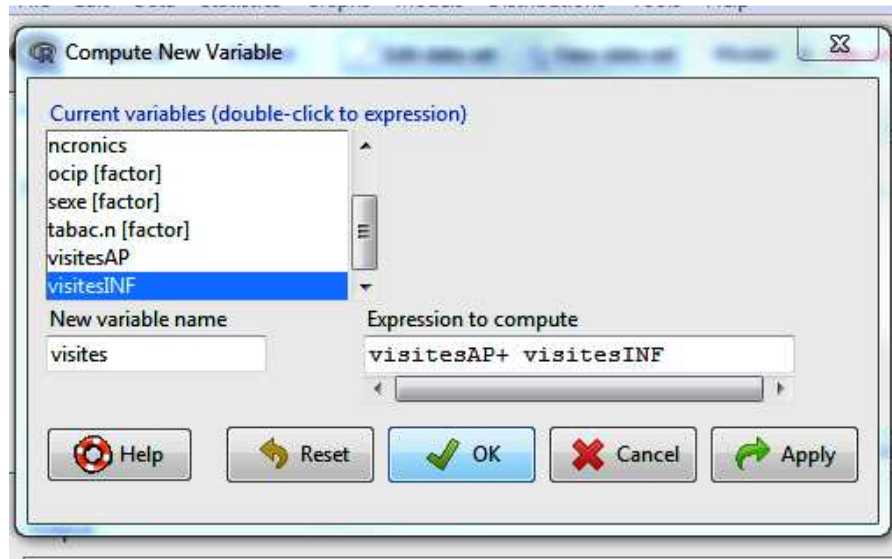 Compute New Variable
Current variables (double-click to expression)
ncronics
ocip [factor]
sexe [factor]
tabac.n [factor]
visitesAP
visitesINF
New variable name
Expression to compute
visites
visitesAP+ visitesINF
Help
Reset
OK
Cancel
Apply